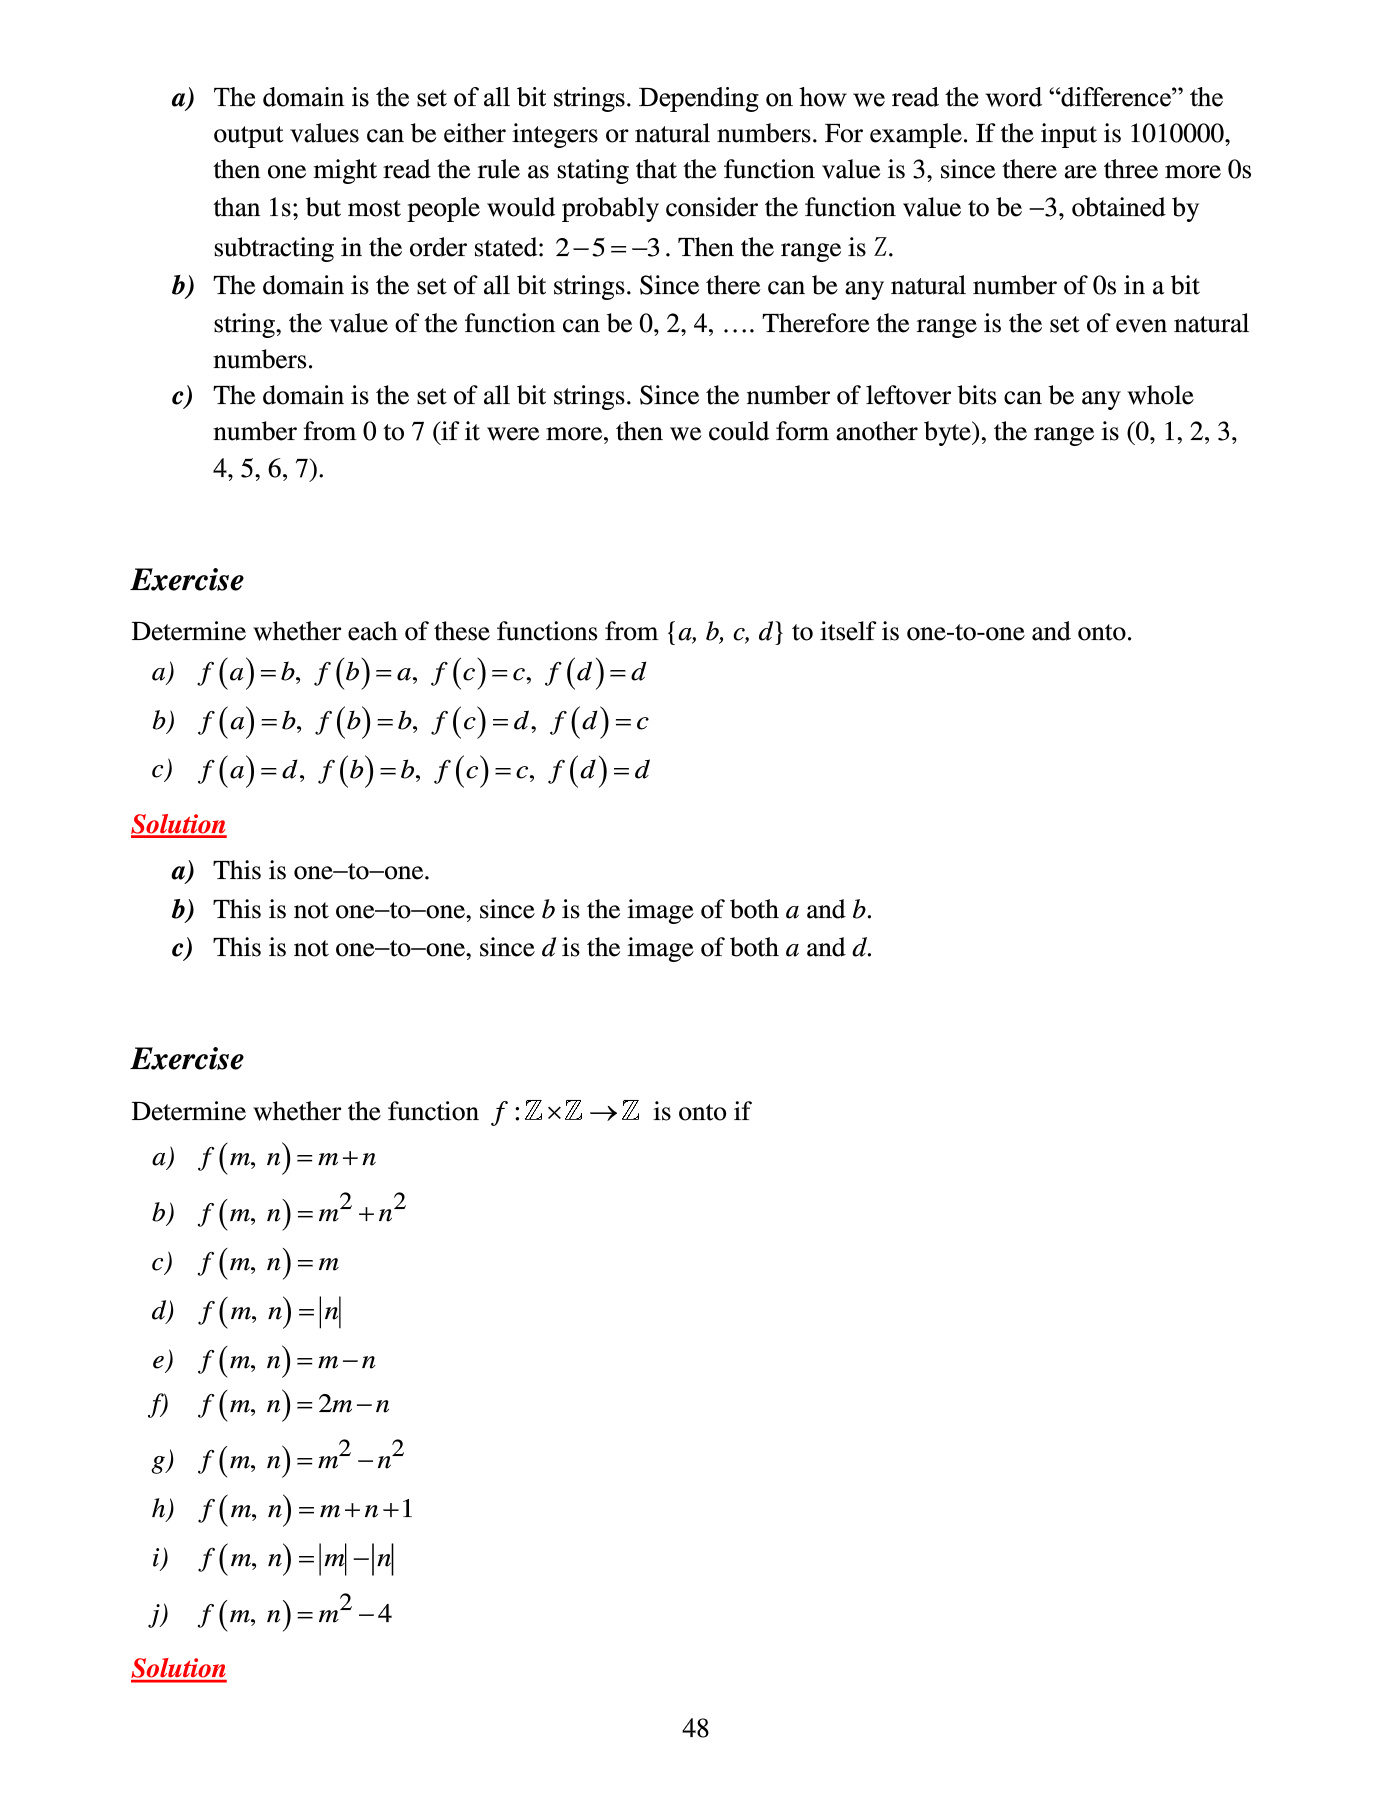 a) The domain is the set of all bit strings. Depending on how we read the word “difference” the
output values can be either integers or natural numbers. For example. If the input is 1010000,
then one might read the rule as stating that the function value is 3, since there are three more 0s
than 1s; but most people would probably consider the function value to be –3, obtained by
subtracting in the order stated: 2−5=−3. Then the range is ℤ.
b) The domain is the set of all bit strings. Since there can be any natural number of 0s in a bit
string, the value of the function can be 0, 2, 4, …. Therefore the range is the set of even natural
numbers.
c) The domain is the set of all bit strings. Since the number of leftover bits can be any whole
number from 0 to 7 (if it were more, then we could form another byte), the range is (0, 1, 2, 3,
4, 5, 6, 7).
Exercise
Determine whether each of these functions from {a, b, c, d} to itself is one-to-one and onto.
a) f(a)=b, f(b)=a, f(c)=c, f(d)=d
b) f(a)=b, f(b)=b, f(c)=d, f(d)=c
c) f(a)=d, f(b)=b, f(c)=c, f(d)=d
Solution
a) This is one–to–one.
b) This is not one–to–one, since b is the image of both a and b.
c) This is not one–to–one, since d is the image of both a and d.
Exercise
Determine whether the function f:ℤ×ℤ→ℤ is onto if
a) f(m, n)=m+n
b) f(m, n)=m²+n²
c) f(m, n)=m
d) f(m, n)=|n|
e) f(m, n)=m−n
f) f(m, n)=2m−n
g) f(m, n)=m²−n²
h) f(m, n)=m+n+1
i) f(m, n)=|m|−|n|
j) f(m, n)=m²−4
Solution
48